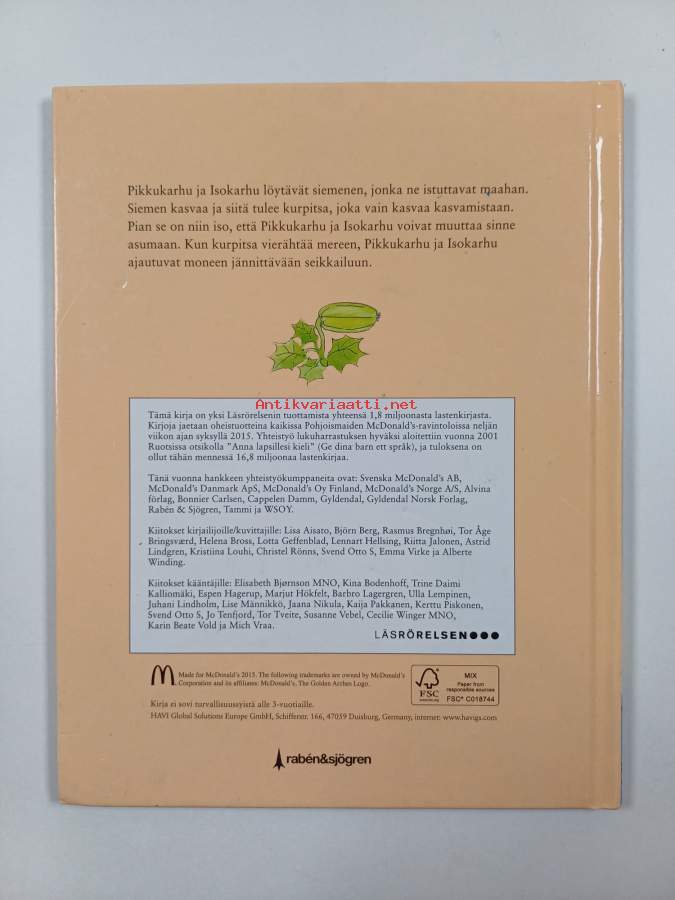 Pikkukarhu ja Isokarhu löytävät siemenen, jonka ne istuttavat maahan.
Siemen kasvaa ja siitä tulee kurpitsa, joka vain kasvaa kasvamistaan.
Pian se on niin iso, että Pikkukarhu ja Isokarhu voivat muuttaa sinne
asumaan. Kun kurpitsa vierähtää mereen, Pikkukarhu ja Isokarhu
ajautuvat moneen jännittävään seikkailuun.
Antikvariaatti.net
Tämä kirja on yksi Läsrörelsenin tuottamista yhteensä 1,8 miljoonasta lastenkirjasta.
Kirjoja jaetaan oheistuotteina kaikissa Pohjoismaiden McDonald's-ravintoloissa neljän
viikon ajan syksyllä 2015. Yhteistyö lukuharrastuksen hyväksi aloitettiin vuonna 2001
Ruotsissa otsikolla "Anna lapsillesi kieli" (Ge dina barn ett språk), ja tuloksena on
ollut tähän mennessä 16,8 miljoonaa lastenkirjaa.
Tänä vuonna hankkeen yhteistyökumppaneita ovat: Svenska McDonald's AB,
McDonald's Danmark ApS, McDonald's Oy Finland, McDonald's Norge A/S, Alvina
förlag, Bonnier Carlsen, Cappelen Damm, Gyldendal, Gyldendal Norsk Forlag,
Rabén & Sjögren, Tammi ja WSOY.
Kiitokset kirjailijoille/kuvittajille: Lisa Aisato, Björn Berg, Rasmus Bregnhøi, Tor Åge
Bringsværd, Helena Bross, Lotta Geffenblad, Lennart Hellsing, Riitta Jalonen, Astrid
Lindgren, Kristiina Louhi, Christel Rönns, Svend Otto S, Emma Virke ja Alberte
Winding.
Kiitokset kääntäjille: Elisabeth Bjørnson MNO, Kina Bodenhoff, Trine Daimi
Kalliomäki, Espen Hagerup, Marjut Hökfelt, Barbro Lagergren, Ulla Lempinen,
Juhani Lindholm, Lise Männikkö, Jaana Nikula, Kaija Pakkanen, Kerttu Piskonen,
Svend Otto S, Jo Tenfjord, Tor Tveite, Susanne Vebel, Cecilie Winger MNO,
Karin Beate Vold ja Mich Vraa.
LÄSRÖRELSEN
Made for McDonald's 2015. The following trademarks are owned by McDonald's
Corporation and its affiliates: McDonald's, The Golden Arches Logo.
FSC
www.fsc.org
MIX
Paper from
responsible sources
FSC® C018744
Kirja ei sovi turvallisuussyistä alle 3-vuotiaille.
HAVI Global Solutions Europe GmbH, Schifferstr. 166, 47059 Duisburg, Germany, internet: www.havigs.com
rabén&sjögren